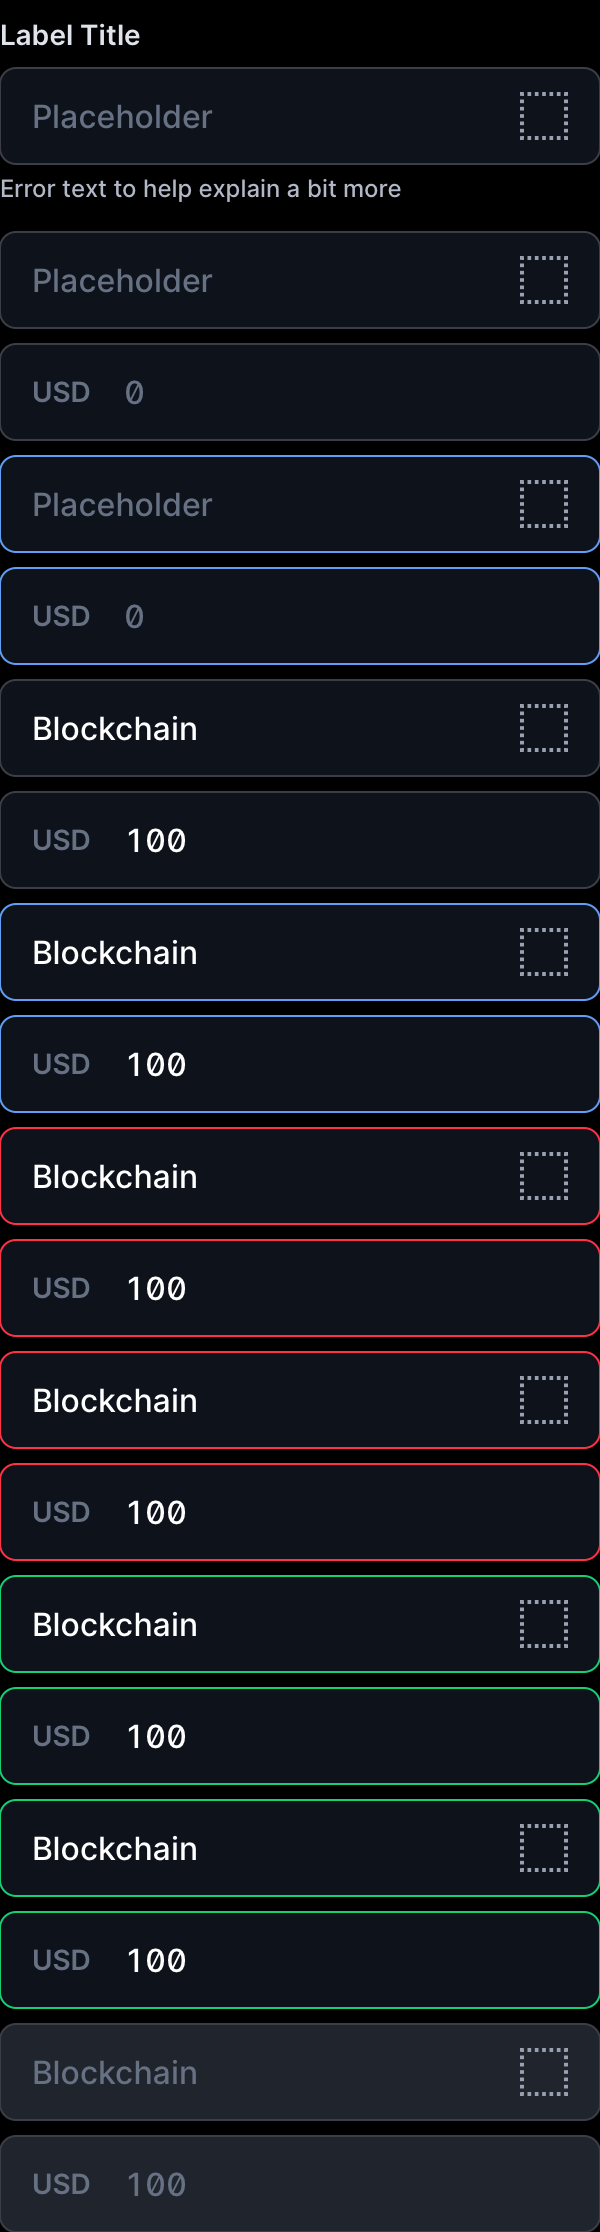 Label Title
Placeholder
Error text to help explain a bit more
Placeholder
USD 0
Placeholder
USD 0
Blockchain
USD 100
Blockchain
USD 100
Blockchain
USD 100
Blockchain
USD 100
Blockchain
USD 100
Blockchain
USD 100
Blockchain
USD 100